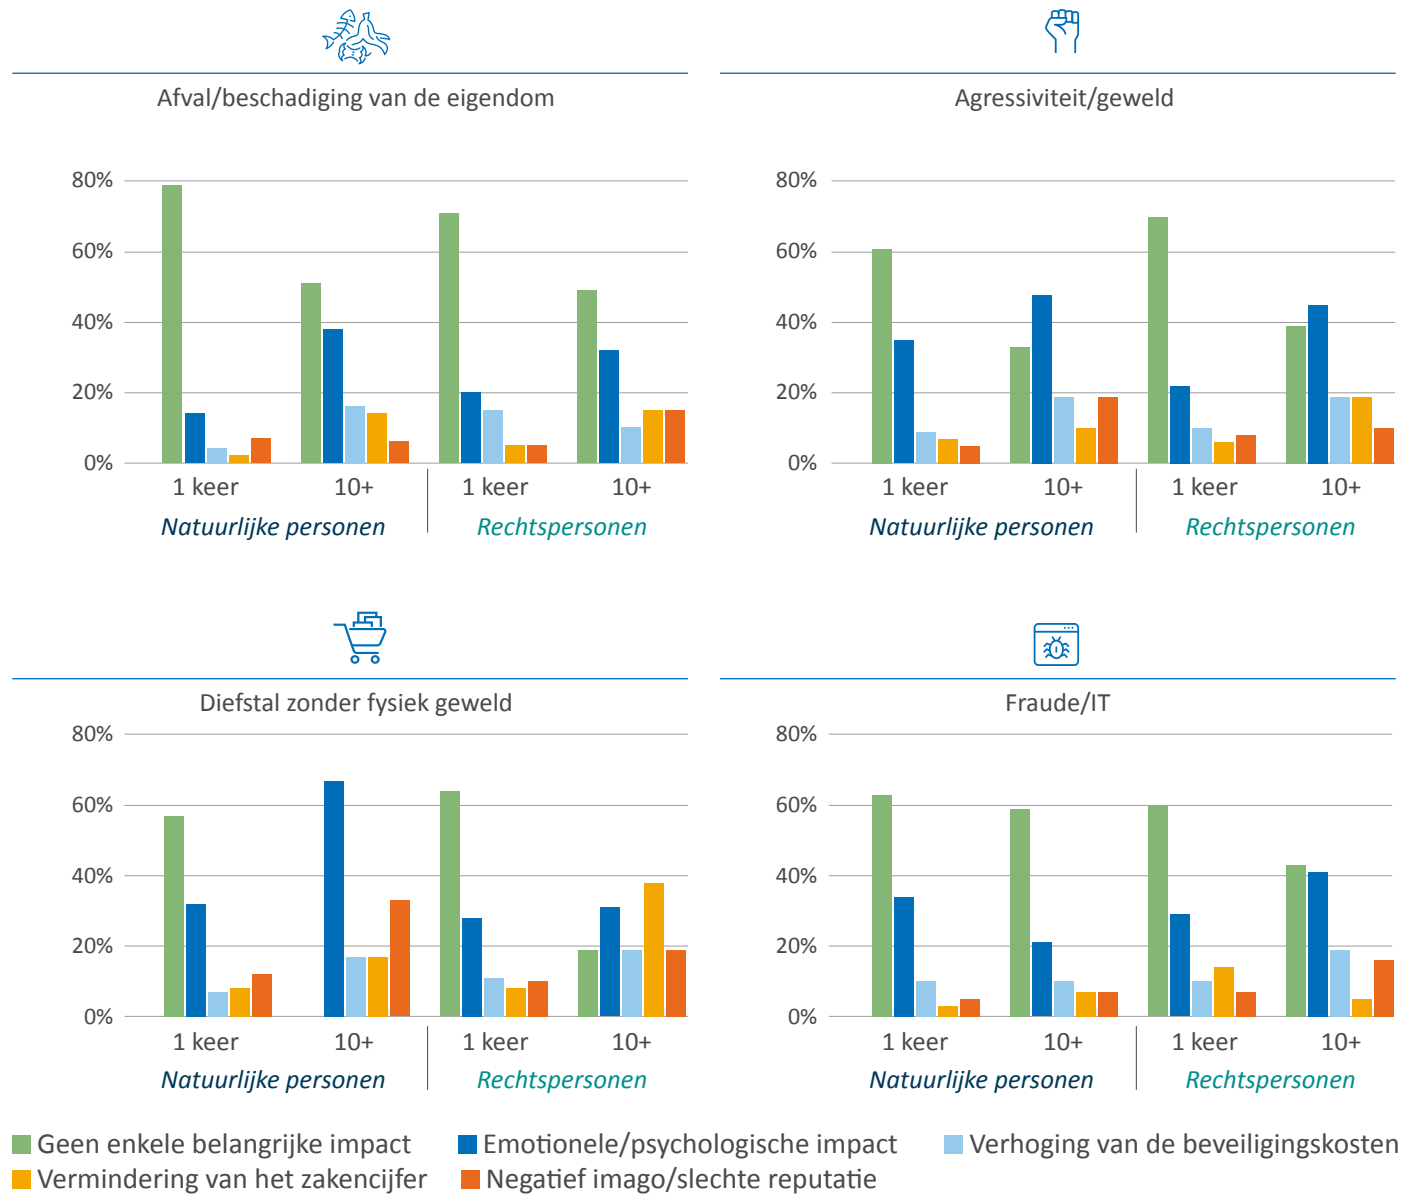 Afval/beschadiging van de eigendom
80%
60%
40%
20%
0%
1 keer 10+ 1 keer 10+
Natuurlijke personen Rechtspersonen
Agressiviteit/geweld
80%
60%
40%
20%
0%
1 keer 10+ 1 keer 10+
Natuurlijke personen Rechtspersonen
Diefstal zonder fysiek geweld
80%
60%
40%
20%
0%
1 keer 10+ 1 keer 10+
Natuurlijke personen Rechtspersonen
Fraude/IT
80%
60%
40%
20%
0%
1 keer 10+ 1 keer 10+
Natuurlijke personen Rechtspersonen
Geen enkele belangrijke impact Emotionele/psychologische impact Verhoging van de beveiligingskosten
Vermindering van het zakencijfer Negatief imago/slechte reputatie